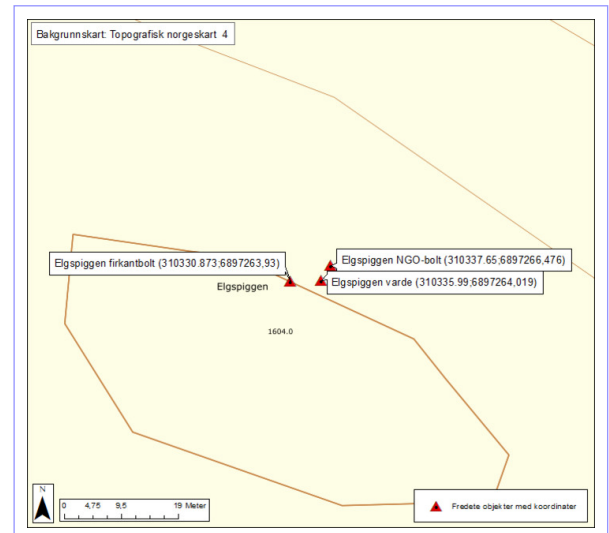 Bakgrunnskart: Topografisk norgeskart 4
Elgspiggen firkantbolt (310330.873;6897263,93)
Elgspiggen NGO-bolt (310337.65;6897266,476)
Elgspiggen varde (310335.99;6897264,019)
Elgspiggen
1604.0
N
0 4,75 9,5 19 Meter
Fredete objekter med koordinater